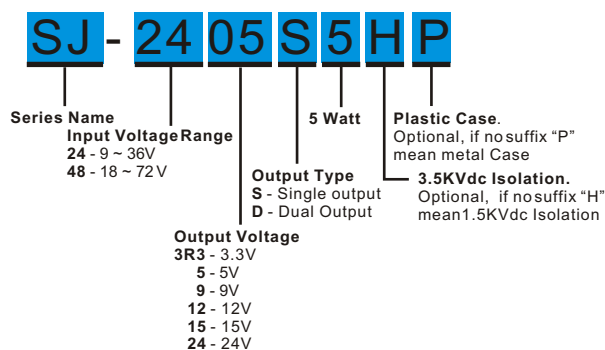 SJ-2405S5HP
Series Name
Input Voltage Range
24 - 9 ~ 36V
48 - 18 ~ 72V
5 Watt
Plastic Case.
Optional, if no suffix “P”
mean metal Case
Output Type
S - Single output
D - Dual Output
3.5KVdc Isolation.
Optional, if no suffix “H”
mean1.5KVdc Isolation
Output Voltage
3R3 - 3.3V
5 - 5V
9 - 9V
12 - 12V
15 - 15V
24 - 24V